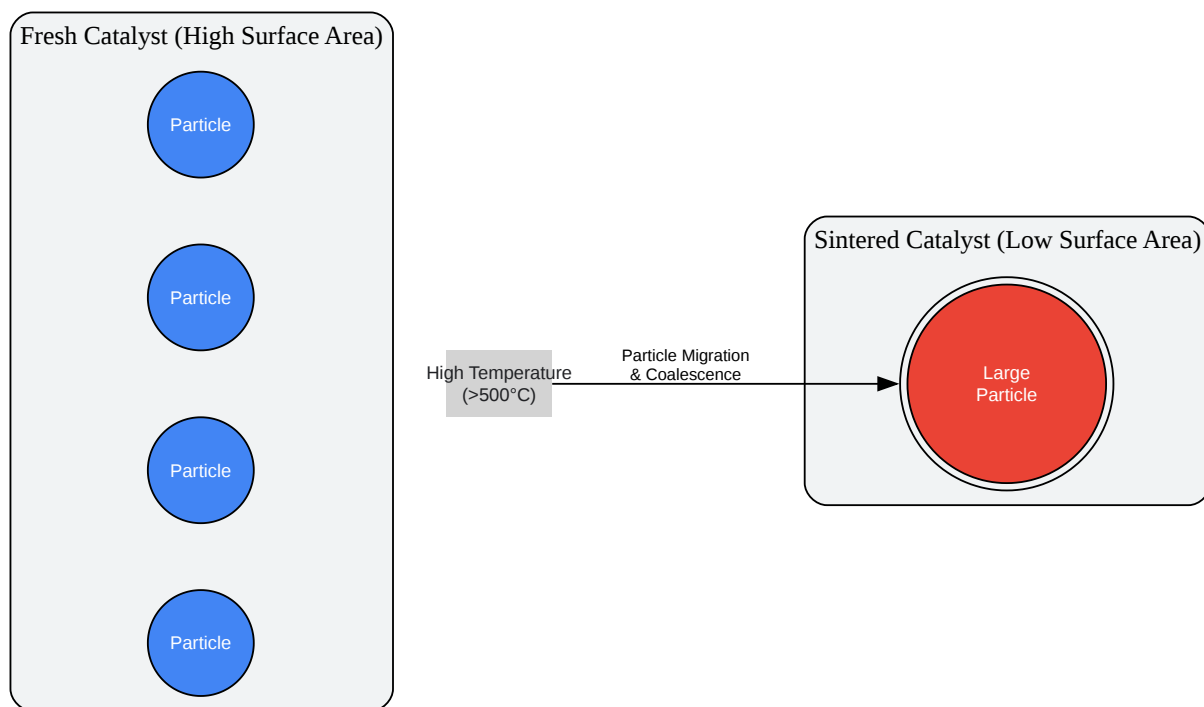 Fresh Catalyst (High Surface Area)
Particle
Particle
Particle
Particle
High Temperature
(>500°C)
Particle Migration
& Coalescence
Sintered Catalyst (Low Surface Area)
Large
Particle